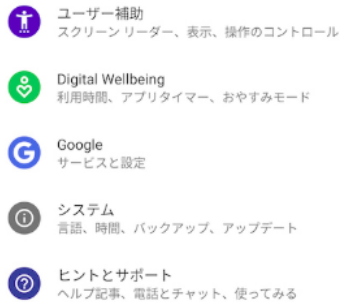 ユーザー補助
スクリーン リーダー、表示、操作のコントロール
Digital Wellbeing
利用時間、アプリタイマー、おやすみモード
Google
サービスと設定
システム
言語、時間、バックアップ、アップデート
ヒントとサポート
ヘルプ記事、電話とチャット、使ってみる